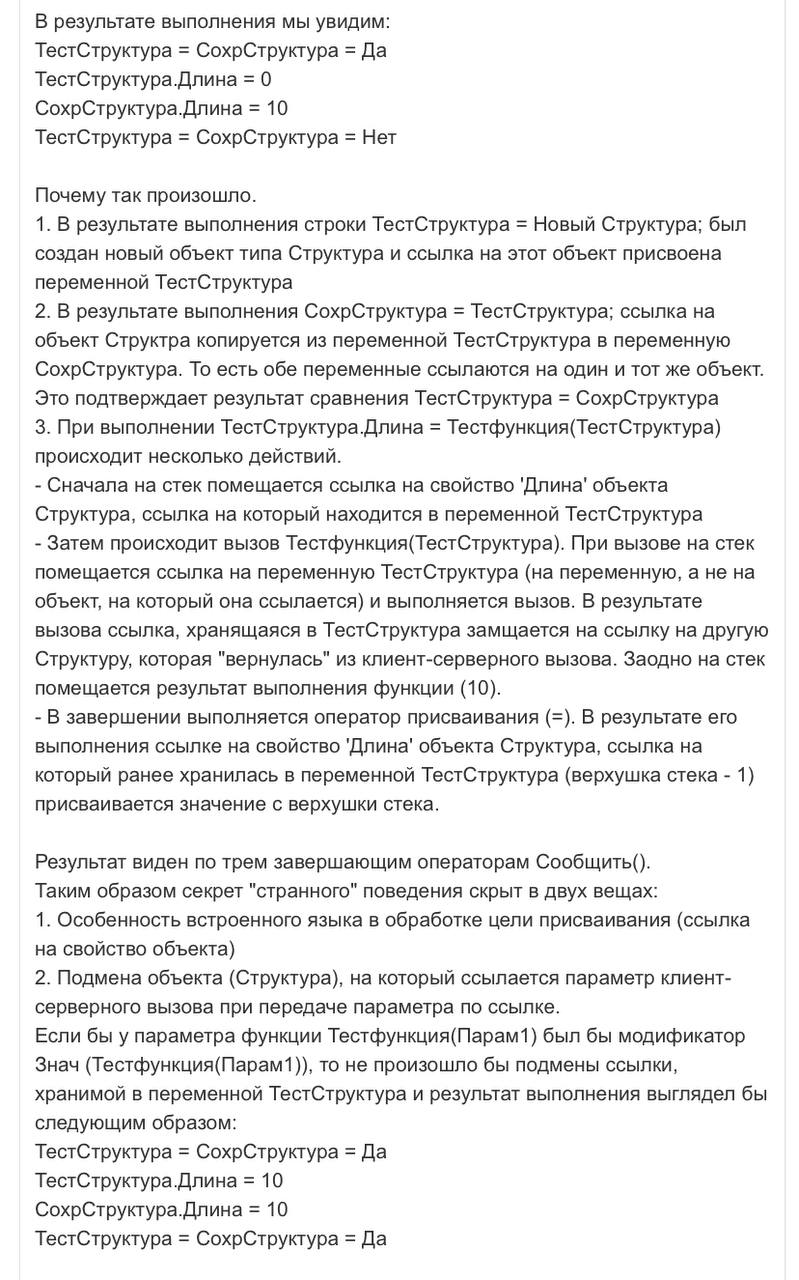 В результате выполнения мы увидим:
ТестСтруктура = СохрСтруктура = Да
ТестСтруктура.Длина = 0
СохрСтруктура.Длина = 10
ТестСтруктура = СохрСтруктура = Нет
Почему так произошло.
1. В результате выполнения строки ТестСтруктура = Новый Структура; был
создан новый объект типа Структура и ссылка на этот объект присвоена
переменной ТестСтруктура
2. В результате выполнения СохрСтруктура = ТестСтруктура; ссылка на
объект Структра копируется из переменной ТестСтруктура в переменную
СохрСтруктура. То есть обе переменные ссылаются на один и тот же объект.
Это подтверждает результат сравнения ТестСтруктура = СохрСтруктура
3. При выполнении ТестСтруктура.Длина = Тестфункция(ТестСтруктура)
происходит несколько действий.
- Сначала на стек помещается ссылка на свойство 'Длина' объекта
Структура, ссылка на который находится в переменной ТестСтруктура
- Затем происходит вызов Тестфункция(ТестСтруктура). При вызове на стек
помещается ссылка на переменную ТестСтруктура (на переменную, а не на
объект, на который она ссылается) и выполняется вызов. В результате
вызова ссылка, хранящаяся в ТестСтруктура замщается на ссылку на другую
Структуру, которая "вернулась" из клиент-серверного вызова. Заодно на стек
помещается результат выполнения функции (10).
- В завершении выполняется оператор присваивания (=). В результате его
выполнения ссылке на свойство 'Длина' объекта Структура, ссылка на
который ранее хранилась в переменной ТестСтруктура (верхушка стека - 1)
присваивается значение с верхушки стека.
Результат виден по трем завершающим операторам Сообщить().
Таким образом секрет "странного" поведения скрыт в двух вещах:
1. Особенность встроенного языка в обработке цели присваивания (ссылка
на свойство объекта)
2. Подмена объекта (Структура), на который ссылается параметр клиент-
серверного вызова при передаче параметра по ссылке.
Если бы у параметра функции Тестфункция(Парам1) был бы модификатор
Знач (Тестфункция(Парам1)), то не произошло бы подмены ссылки,
хранимой в переменной ТестСтруктура и результат выполнения выглядел бы
следующим образом:
ТестСтруктура = СохрСтруктура = Да
ТестСтруктура.Длина = 10
СохрСтруктура.Длина = 10
ТестСтруктура = СохрСтруктура = Да